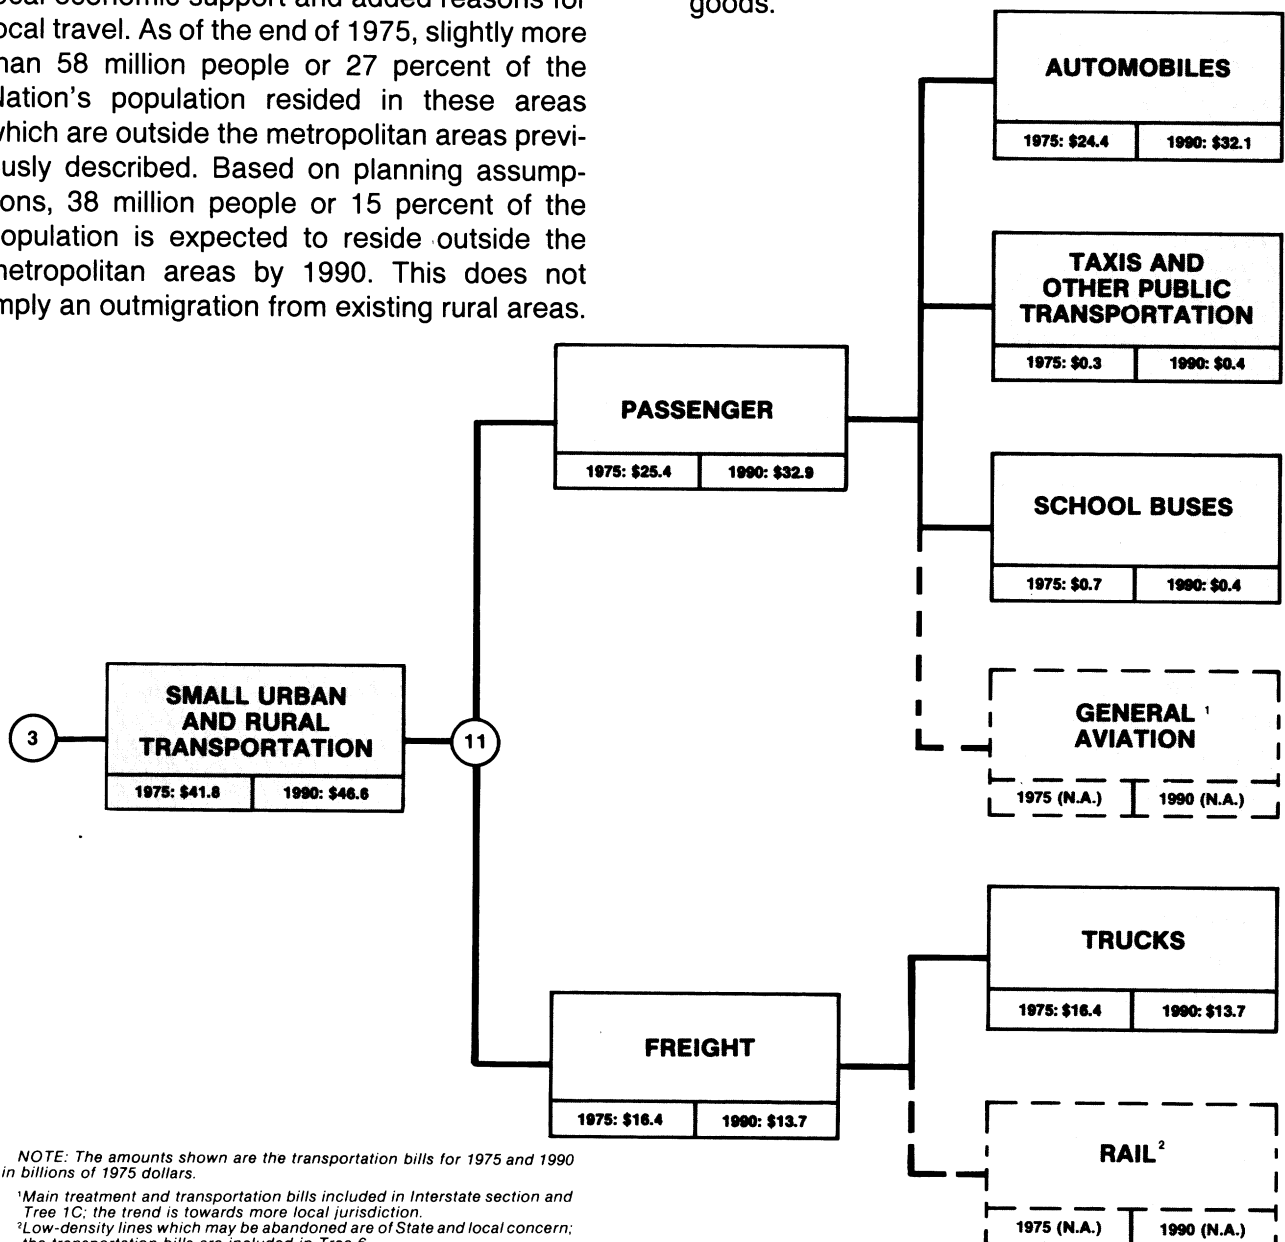 local economic support and added reasons for
local travel. As of the end of 1975, slightly more
than 58 million people or 27 percent of the
Nation's population resided in these areas
which are outside the metropolitan areas previ-
ously described. Based on planning assump-
tions, 38 million people or 15 percent of the
population is expected to reside outside the
metropolitan areas by 1990. This does not
imply an outmigration from existing rural areas.
goods.
AUTOMOBILES
1975: $24.4 1990: $32.1
TAXIS AND
OTHER PUBLIC
TRANSPORTATION
1975: $0.3 1990: $0.4
PASSENGER
1975: $25.4 1990: $32.9
SCHOOL BUSES
1975: $0.7 1990: $0.4
3
SMALL URBAN
AND RURAL
TRANSPORTATION
1975: $41.8 1990: $46.6
11
GENERAL ¹
AVIATION
1975 (N.A.) 1990 (N.A.)
TRUCKS
1975: $16.4 1990: $13.7
FREIGHT
1975: $16.4 1990: $13.7
RAIL²
1975 (N.A.) 1990 (N.A.)
NOTE: The amounts shown are the transportation bills for 1975 and 1990
in billions of 1975 dollars.
¹Main treatment and transportation bills included in Interstate section and
Tree 1C; the trend is towards more local jurisdiction.
²Low-density lines which may be abandoned are of State and local concern;
the transportation bills are included in Tree 6.